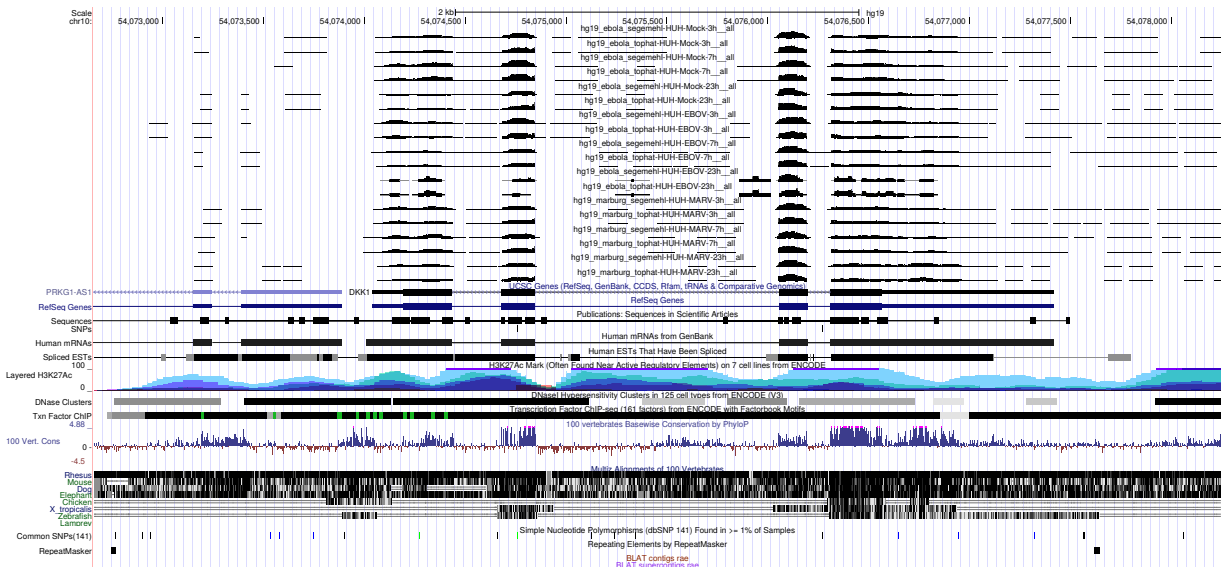 Scale 2 kb hg19
chr10: 54,073,000 54,073,500 54,074,000 54,074,500 54,075,000 54,075,500 54,076,000 54,076,500 54,077,000 54,077,500 54,078,000
hg19_ebola_segemehl-HUH-Mock-3h__all
hg19_ebola_tophat-HUH-Mock-3h__all
hg19_ebola_segemehl-HUH-Mock-7h__all
hg19_ebola_tophat-HUH-Mock-7h__all
hg19_ebola_segemehl-HUH-Mock-23h__all
hg19_ebola_tophat-HUH-Mock-23h__all
hg19_ebola_segemehl-HUH-EBOV-3h__all
hg19_ebola_tophat-HUH-EBOV-3h__all
hg19_ebola_segemehl-HUH-EBOV-7h__all
hg19_ebola_tophat-HUH-EBOV-7h__all
hg19_ebola_segemehl-HUH-EBOV-23h__all
hg19_ebola_tophat-HUH-EBOV-23h__all
hg19_marburg_segemehl-HUH-MARV-3h__all
hg19_marburg_tophat-HUH-MARV-3h__all
hg19_marburg_segemehl-HUH-MARV-7h__all
hg19_marburg_tophat-HUH-MARV-7h__all
hg19_marburg_segemehl-HUH-MARV-23h__all
hg19_marburg_tophat-HUH-MARV-23h__all
UCSC Genes (RefSeq, GenBank, CCDS, Rfam, tRNAs & Comparative Genomics)
PRKG1-AS1 DKK1
RefSeq Genes
RefSeq Genes
Publications: Sequences in Scientific Articles
Sequences
SNPs
Human mRNAs from GenBank
Human mRNAs
Human ESTs That Have Been Spliced
Spliced ESTs
H3K27Ac Mark (Often Found Near Active Regulatory Elements) on 7 cell lines from ENCODE
100
Layered H3K27Ac
0
DNaseI Hypersensitivity Clusters in 125 cell types from ENCODE (V3)
DNase Clusters
Transcription Factor ChIP-seq (161 factors) from ENCODE with Factorbook Motifs
Txn Factor ChIP
100 vertebrates Basewise Conservation by PhyloP
4.88
100 Vert. Cons
0
-4.5
Multiz Alignments of 100 Vertebrates
Rhesus
Mouse
Dog
Elephant
Chicken
X_tropicalis
Zebrafish
Lamprey
Simple Nucleotide Polymorphisms (dbSNP 141) Found in >= 1% of Samples
Common SNPs(141)
Repeating Elements by RepeatMasker
RepeatMasker
BLAT contigs rae
BLAT supercontigs rae